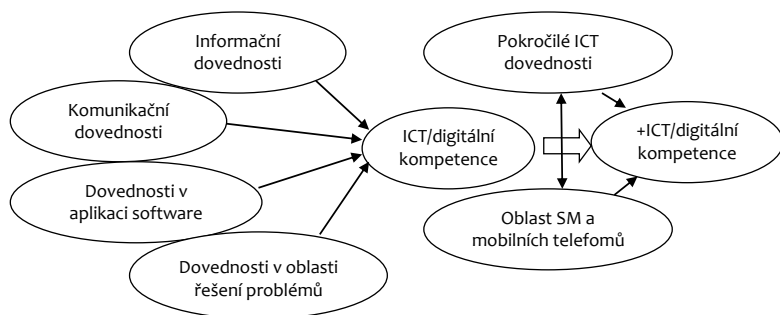 Informační
dovednosti
Komunikační
dovednosti
Dovednosti v
aplikaci software
Dovednosti v oblasti
řešení problémů
ICT/digitální
kompetence
Pokročilé ICT
dovednosti
Oblast SM a
mobilních telefomů
+ICT/digitální
kompetence